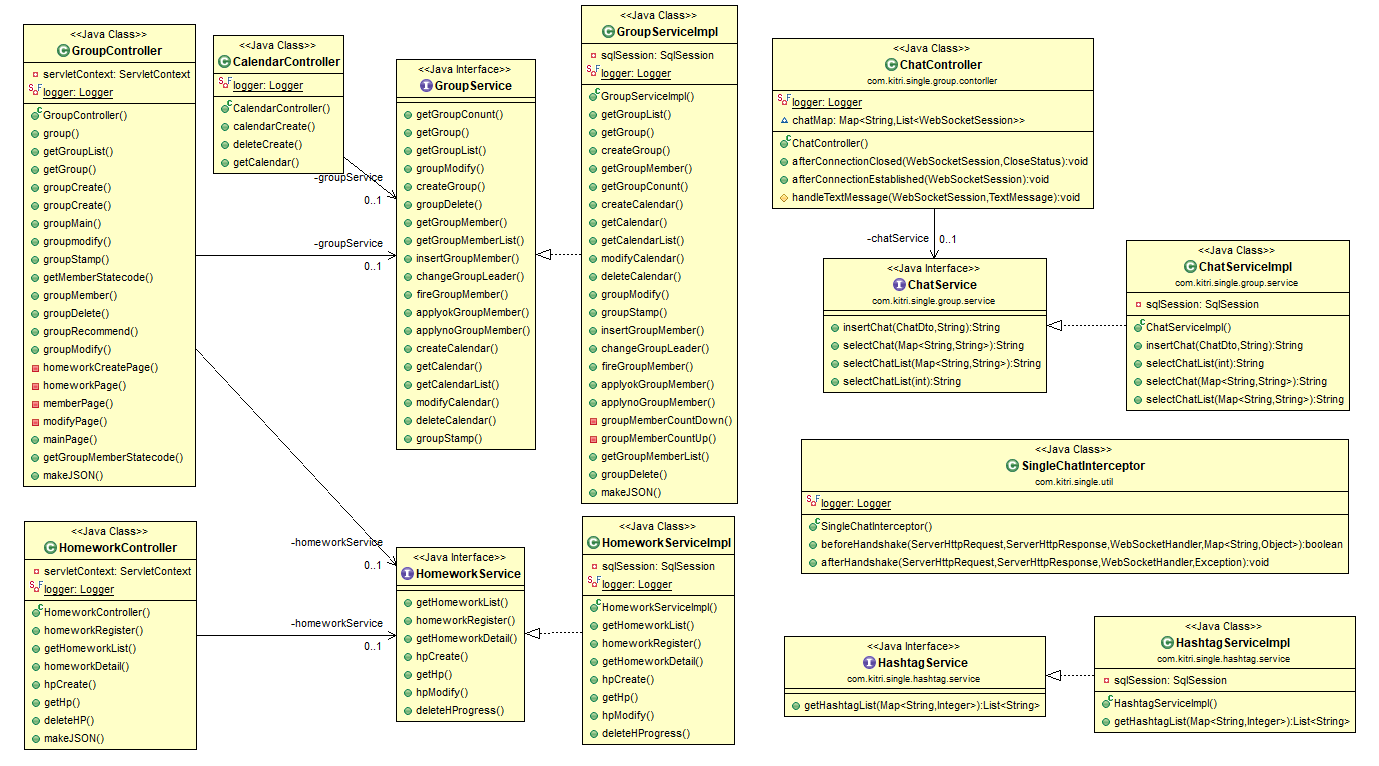 <<Java Class>>
GroupController
servletContext: ServletContext
logger: Logger
GroupController()
group()
getGroupList()
getGroup()
groupCreate()
groupCreate()
groupMain()
groupmodify()
groupStamp()
getMemberStatecode()
groupMember()
groupDelete()
groupRecommend()
groupModify()
homeworkCreatePage()
homeworkPage()
memberPage()
modifyPage()
mainPage()
getGroupMemberStatecode()
makeJSON()
<<Java Class>>
CalendarController
logger: Logger
CalendarController()
calendarCreate()
deleteCreate()
getCalendar()
-groupService
0..1
-groupService
0..1
<<Java Interface>>
GroupService
getGroupConunt()
getGroup()
getGroupList()
groupModify()
createGroup()
groupDelete()
getGroupMember()
getGroupMemberList()
insertGroupMember()
changeGroupLeader()
fireGroupMember()
applyokGroupMember()
applynoGroupMember()
createCalendar()
getCalendar()
getCalendarList()
modifyCalendar()
deleteCalendar()
groupStamp()
<<Java Class>>
GroupServiceImpl
sqlSession: SqlSession
logger: Logger
GroupServiceImpl()
getGroupList()
getGroup()
createGroup()
getGroupMember()
getGroupConunt()
createCalendar()
getCalendar()
getCalendarList()
modifyCalendar()
deleteCalendar()
groupModify()
groupStamp()
insertGroupMember()
changeGroupLeader()
fireGroupMember()
applyokGroupMember()
applynoGroupMember()
groupMemberCountDown()
groupMemberCountUp()
getGroupMemberList()
groupDelete()
makeJSON()
<<Java Class>>
HomeworkController
servletContext: ServletContext
logger: Logger
HomeworkController()
homeworkRegister()
getHomeworkList()
homeworkDetail()
hpCreate()
getHp()
deleteHP()
makeJSON()
-homeworkService
0..1
-homeworkService
0..1
<<Java Interface>>
HomeworkService
getHomeworkList()
homeworkRegister()
getHomeworkDetail()
hpCreate()
getHp()
hpModify()
deleteHProgress()
<<Java Class>>
HomeworkServiceImpl
sqlSession: SqlSession
logger: Logger
HomeworkServiceImpl()
getHomeworkList()
homeworkRegister()
getHomeworkDetail()
hpCreate()
getHp()
hpModify()
deleteHProgress()
<<Java Class>>
ChatController
com.kitri.single.group.contorller
logger: Logger
chatMap: Map<String,List<WebSocketSession>>
ChatController()
afterConnectionClosed(WebSocketSession,CloseStatus):void
afterConnectionEstablished(WebSocketSession):void
handleTextMessage(WebSocketSession,TextMessage):void
-chatService
0..1
<<Java Interface>>
ChatService
com.kitri.single.group.service
insertChat(ChatDto,String):String
selectChat(Map<String,String>):String
selectChatList(Map<String,String>):String
selectChatList(int):String
<<Java Class>>
ChatServiceImpl
com.kitri.single.group.service
sqlSession: SqlSession
ChatServiceImpl()
insertChat(ChatDto,String):String
selectChatList(int):String
selectChat(Map<String,String>):String
selectChatList(Map<String,String>):String
<<Java Class>>
SingleChatInterceptor
com.kitri.single.util
logger: Logger
SingleChatInterceptor()
beforeHandshake(ServerHttpRequest,ServerHttpResponse,WebSocketHandler,Map<String,Object>):boolean
afterHandshake(ServerHttpRequest,ServerHttpResponse,WebSocketHandler,Exception):void
<<Java Interface>>
HashtagService
com.kitri.single.hashtag.service
getHashtagList(Map<String,Integer>):List<String>
<<Java Class>>
HashtagServiceImpl
com.kitri.single.hashtag.service
sqlSession: SqlSession
HashtagServiceImpl()
getHashtagList(Map<String,Integer>):List<String>